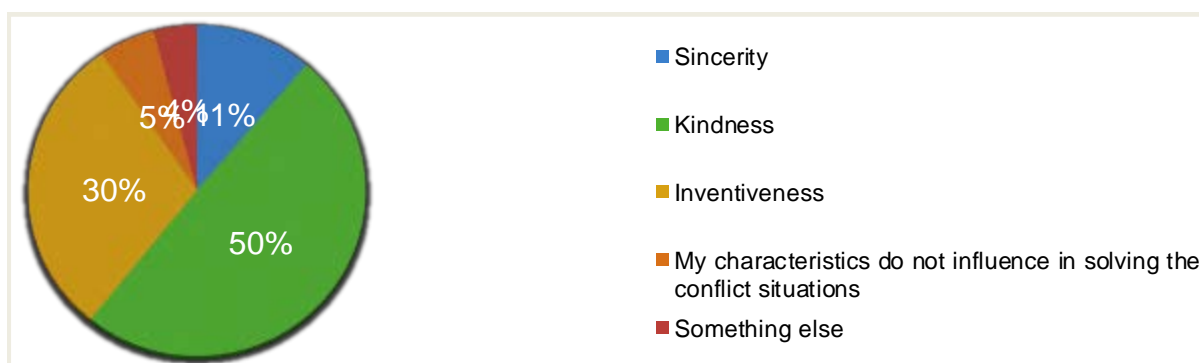 Sincerity
4%
11%
5%
Kindness
30%
Inventiveness
50%
My characteristics do not influence in solving the
conflict situations
Something else